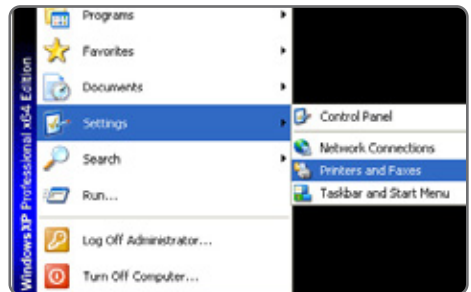 Windows XP Professional x64 Edition
Programs
Favorites
Documents
Settings
Search
Run...
Log Off Administrator...
Turn Off Computer...
Control Panel
Network Connections
Printers and Faxes
Taskbar and Start Menu